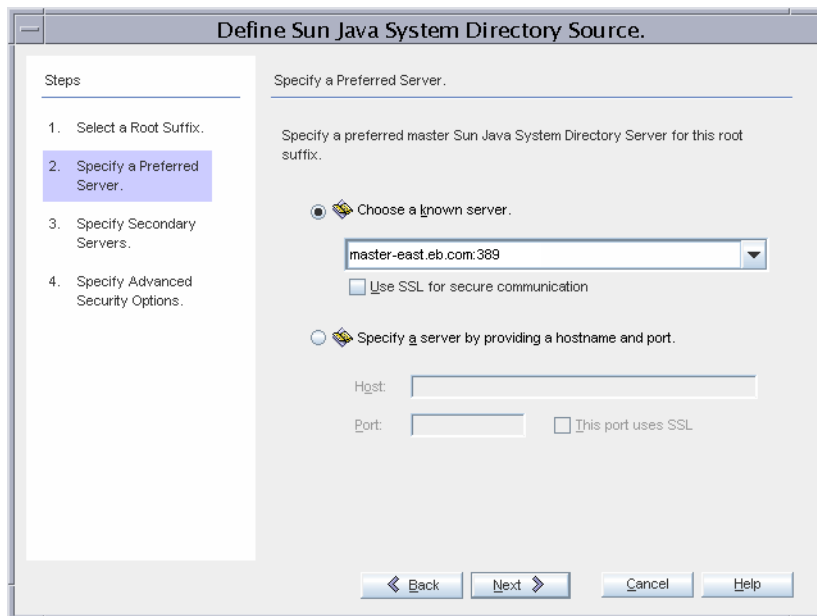 Define Sun Java System Directory Source.
Steps
1. Select a Root Suffix.
2. Specify a Preferred
Server.
3. Specify Secondary
Servers.
4. Specify Advanced
Security Options.
Specify a Preferred Server.
Specify a preferred master Sun Java System Directory Server for this root
suffix.
Choose a known server.
master-east.eb.com:389
Use SSL for secure communication
Specify a server by providing a hostname and port.
Host:
Port:
This port uses SSL
Back
Next
Cancel
Help